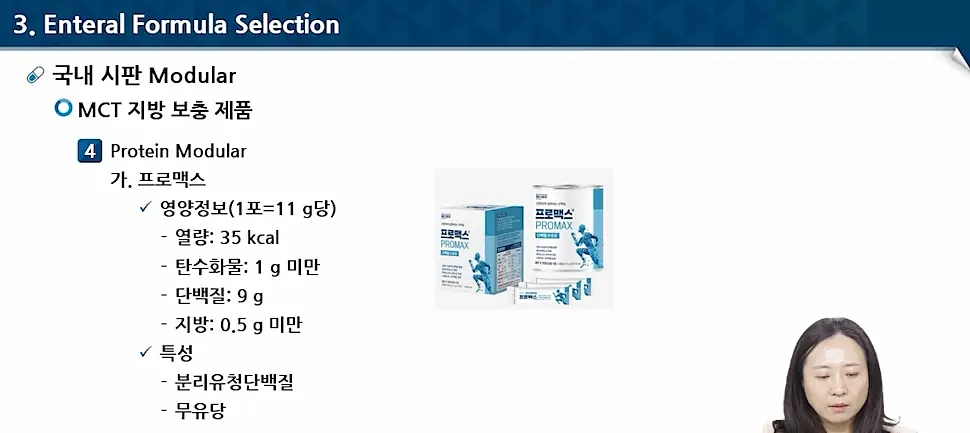 3. Enteral Formula Selection
국내 시판 Modular
MCT 지방 보충 제품
4 Protein Modular
가. 프로맥스
✓ 영양정보(1포=11 g당)
- 열량: 35 kcal
- 탄수화물: 1 g 미만
- 단백질: 9 g
- 지방: 0.5 g 미만
✓ 특성
- 분리유청단백질
- 무유당
프로맥스
PROMAX
프로맥스
PROMAX
프로맥스